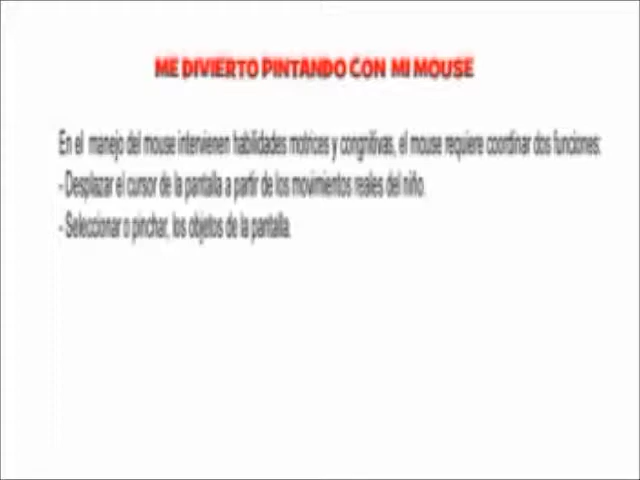 ME DIVIERTO PINTANDO CON MI MOUSE
En el manejo del mouse intervienen habilidades motrices y congnitivas, el mouse requiere coordinar dos funciones:
- Desplazar el cursor de la pantalla a partir de los movimientos reales del niño.
- Seleccionar o pinchar, los objetos de la pantalla.